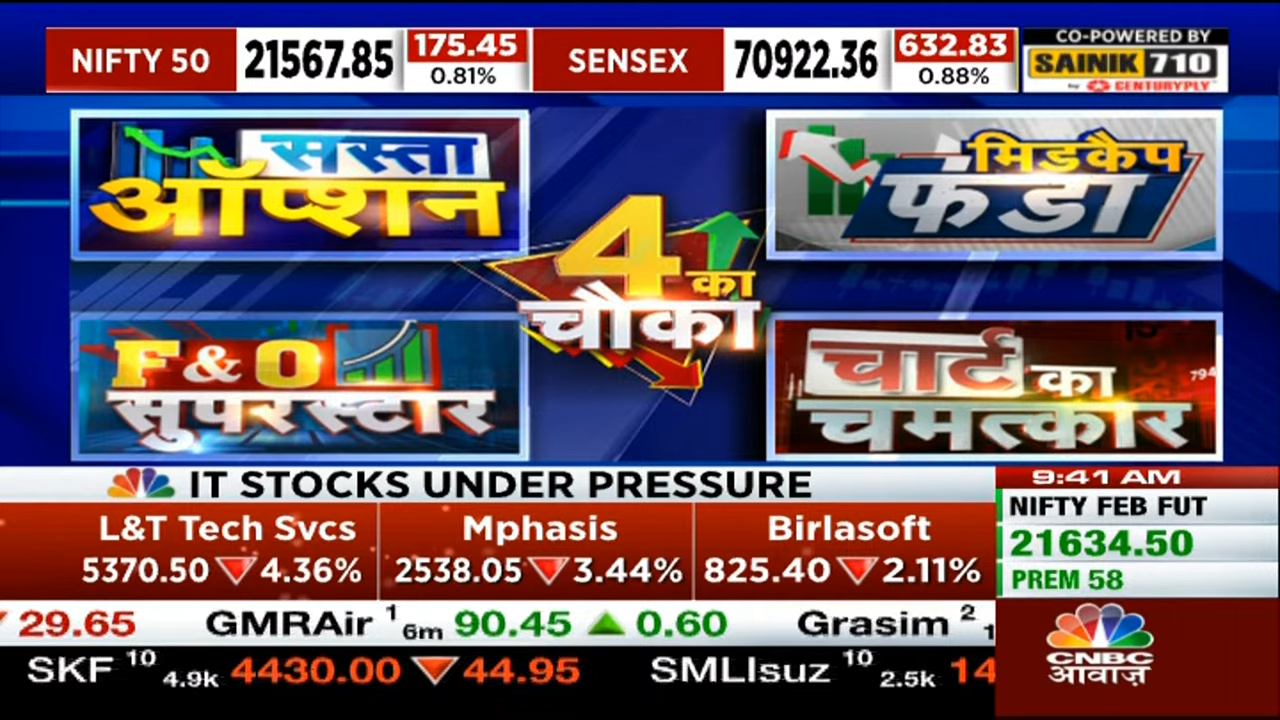 NIFTY 50 21567.85 175.45 0.81% SENSEX 70922.36 632.83 0.88%
CO-POWERED BY
SAINIK 710
by CENTURYPLY
सस्ता
ऑप्शन
मिडकैप
फंडा
4 का
चौका
F & O
सुपरस्टार
चार्ट का
चमत्कार
794
IT STOCKS UNDER PRESSURE
L&T Tech Svcs
5370.50 4.36%
Mphasis
2538.05 3.44%
Birlasoft
825.40 2.11%
9:41 AM
NIFTY FEB FUT
21634.50
PREM 58
29.65 GMRAir 1 6m 90.45 0.60 Grasim 2 1
SKF 10 4.9k 4430.00 44.95 SMLIsuz 10 2.5k 14
CNBC
आवाज़